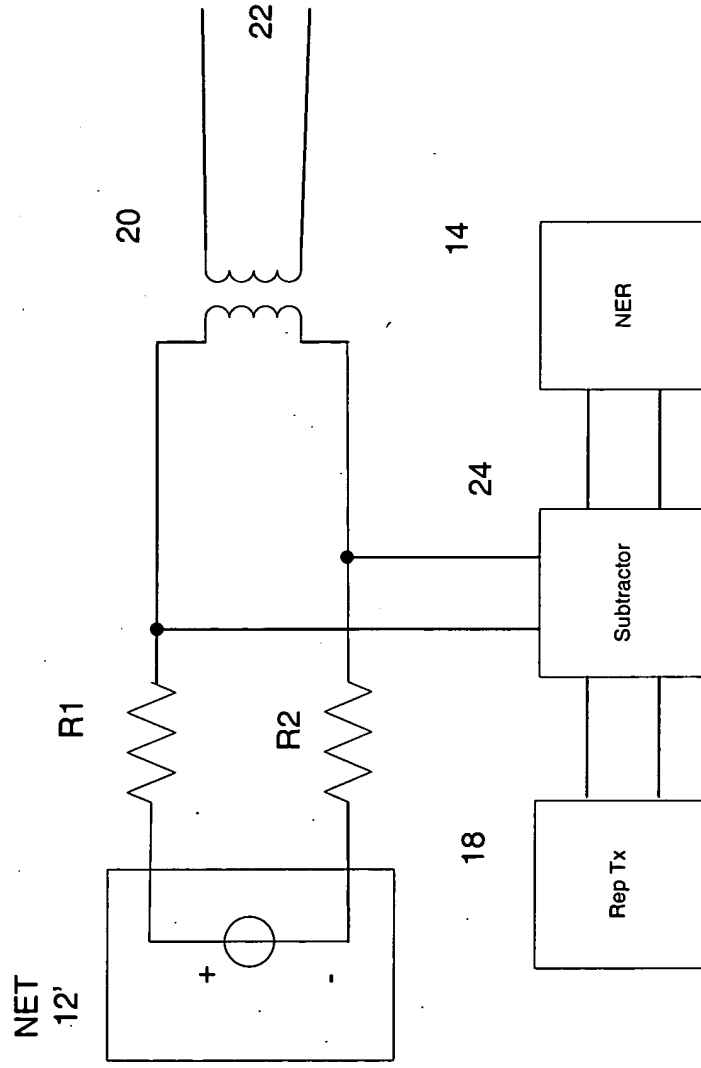 NET
12'
+
-
R1
R2
20
22
18
Rep Tx
24
Subtractor
14
NER